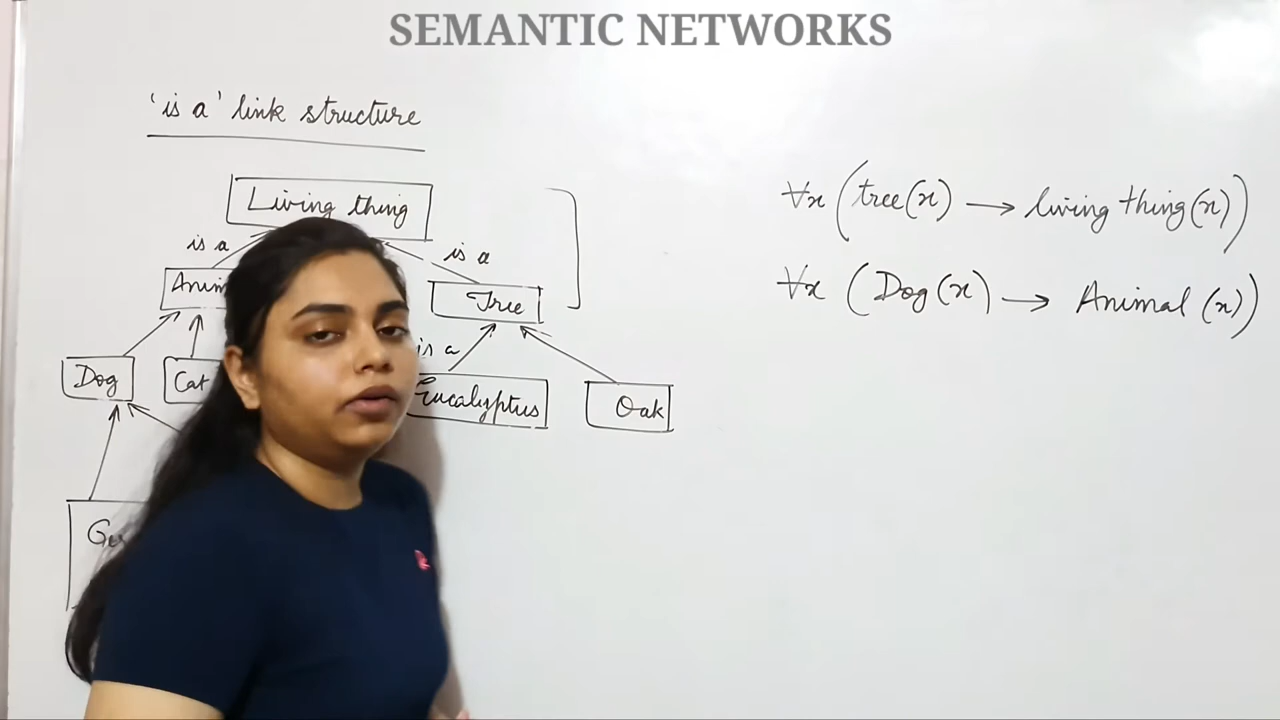 SEMANTIC NETWORKS
'is a' link structure
Living thing
is a
is a
Tree
is a
Dog
Cat
Eucalyptus
Oak
∀x (tree(x) → living thing(x))
∀x (Dog(x) → Animal(x))